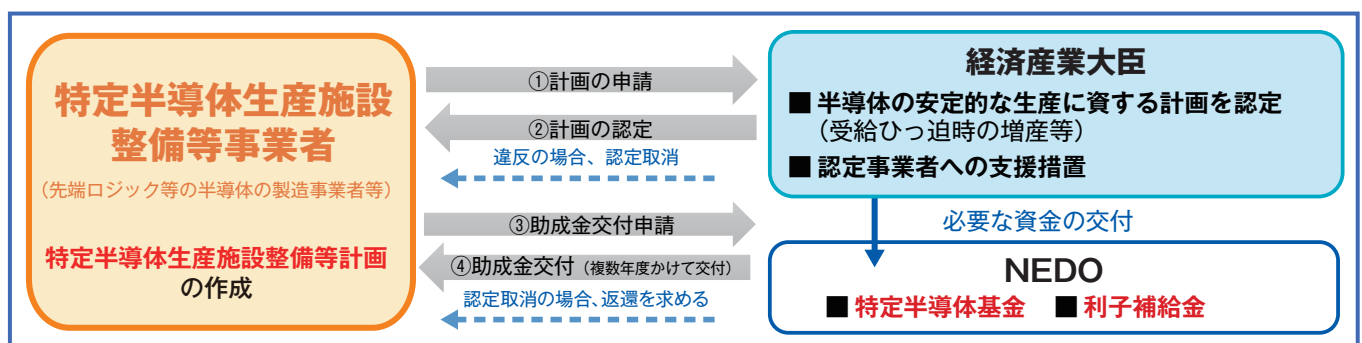 特定半導体生産施設
整備等事業者
(先端ロジック等の半導体の製造事業者等)
特定半導体生産施設整備等計画
の作成
①計画の申請
②計画の認定
違反の場合、認定取消
③助成金交付申請
④助成金交付（複数年度かけて交付）
認定取消の場合、返還を求める
経済産業大臣
■ 半導体の安定的な生産に資する計画を認定
（受給ひっ迫時の増産等）
■ 認定事業者への支援措置
必要な資金の交付
NEDO
■ 特定半導体基金 ■ 利子補給金